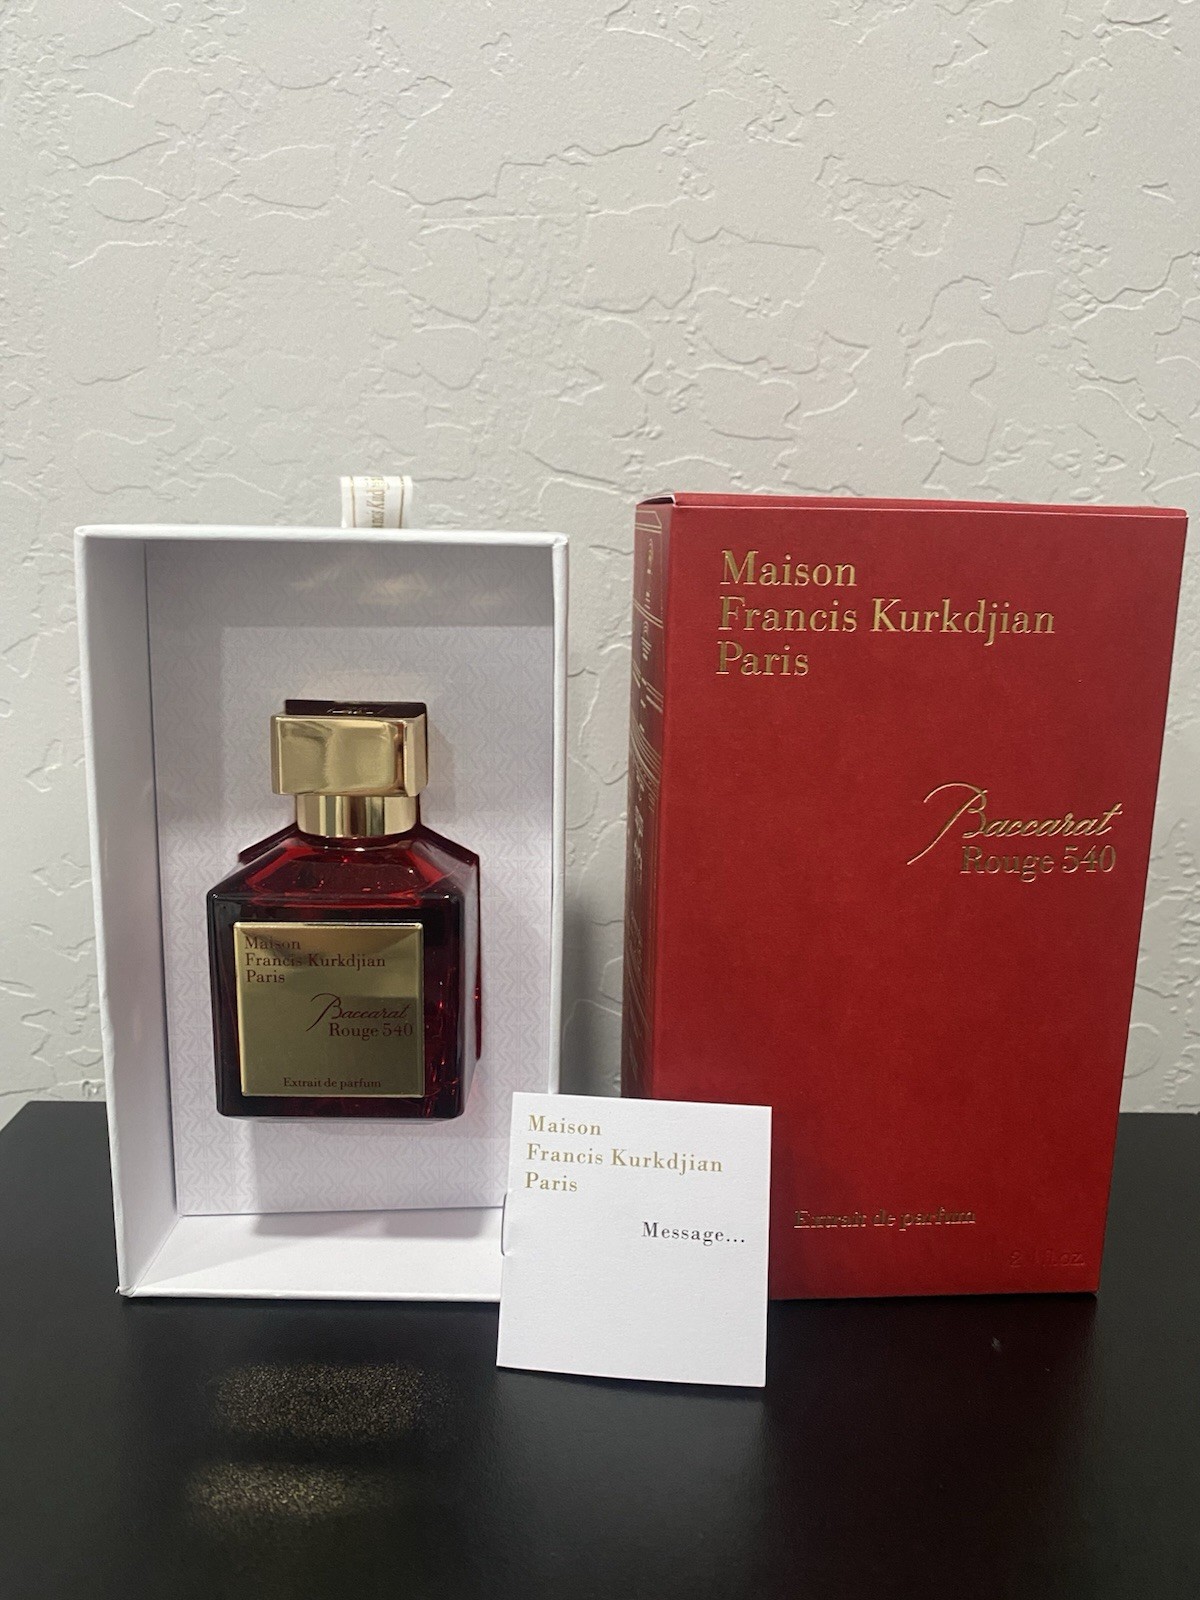 Maison
Francis Kurkdjian
Paris
Baccarat
Rouge 540
Extrait de parfum
Maison
Francis Kurkdjian
Paris
Baccarat
Rouge 540
Extrait de parfum
Maison
Francis Kurkdjian
Paris
Message...